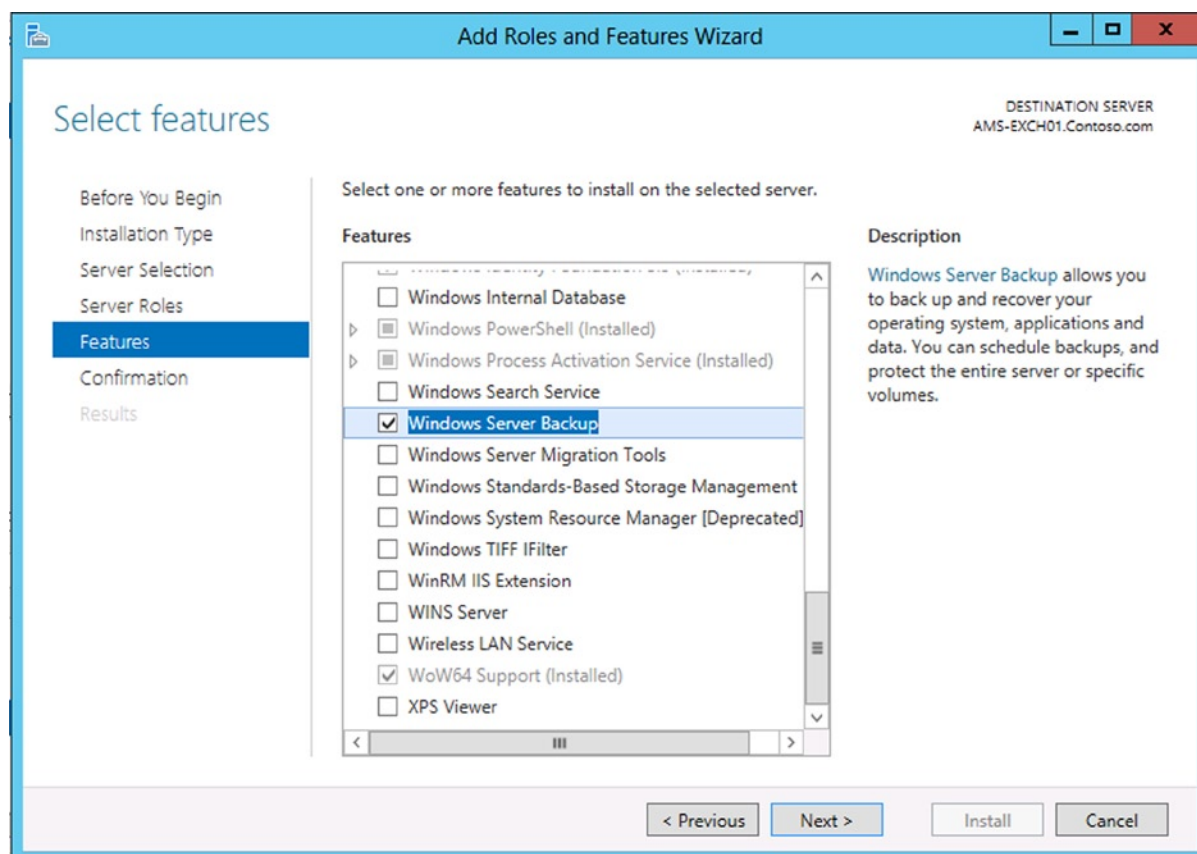 Add Roles and Features Wizard
Select features
DESTINATION SERVER
AMS-EXCH01.Contoso.com
Before You Begin
Installation Type
Server Selection
Server Roles
Features
Confirmation
Results
Select one or more features to install on the selected server.
Features
Windows Internal Database
Windows PowerShell (Installed)
Windows Process Activation Service (Installed)
Windows Search Service
Windows Server Backup
Windows Server Migration Tools
Windows Standards-Based Storage Management
Windows System Resource Manager [Deprecated]
Windows TIFF IFilter
WinRM IIS Extension
WINS Server
Wireless LAN Service
WoW64 Support (Installed)
XPS Viewer
Description
Windows Server Backup allows you
to back up and recover your
operating system, applications and
data. You can schedule backups, and
protect the entire server or specific
volumes.
< Previous
Next >
Install
Cancel